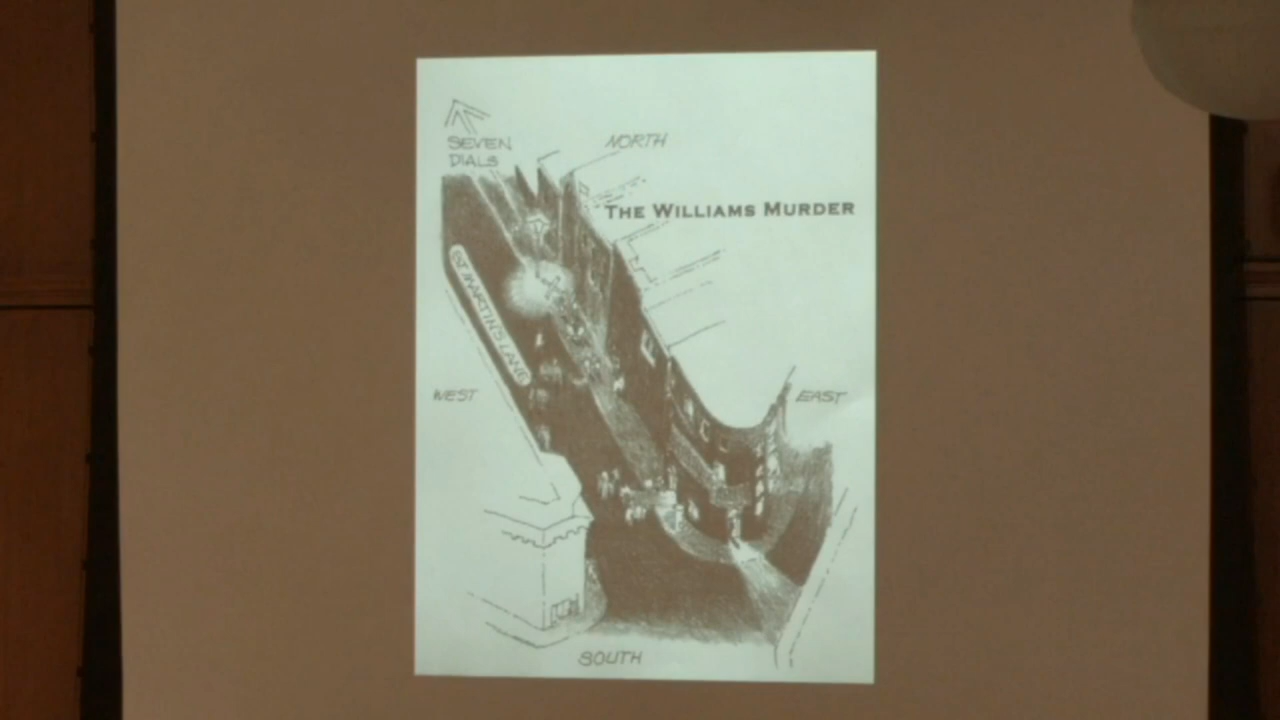 SEVEN
DIALS
NORTH
THE WILLIAMS MURDER
ST. MARTIN'S LANE
WEST
EAST
SOUTH